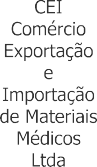 CEI
Comércio
Exportação
e
Importação
de Materiais
Médicos
Ltda